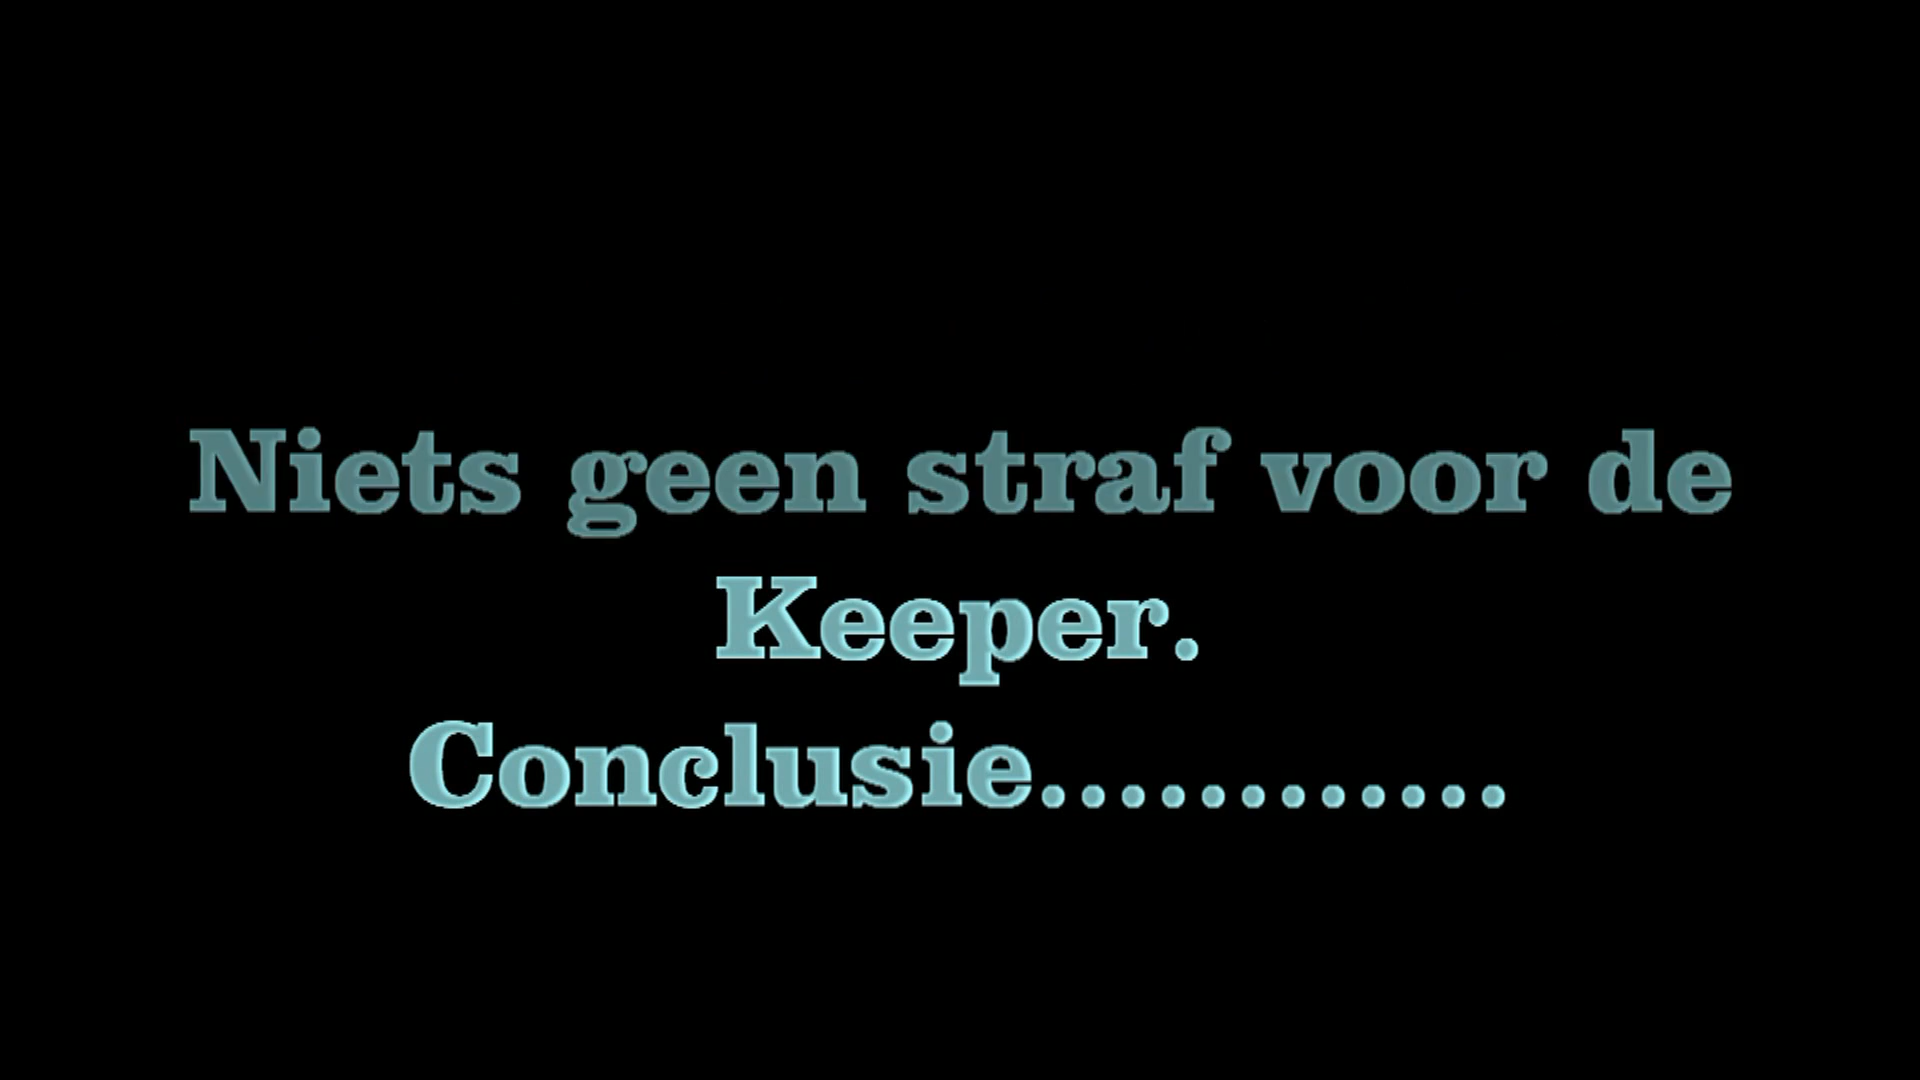 Niets geen straf voor de
Keeper.
Conclusie............